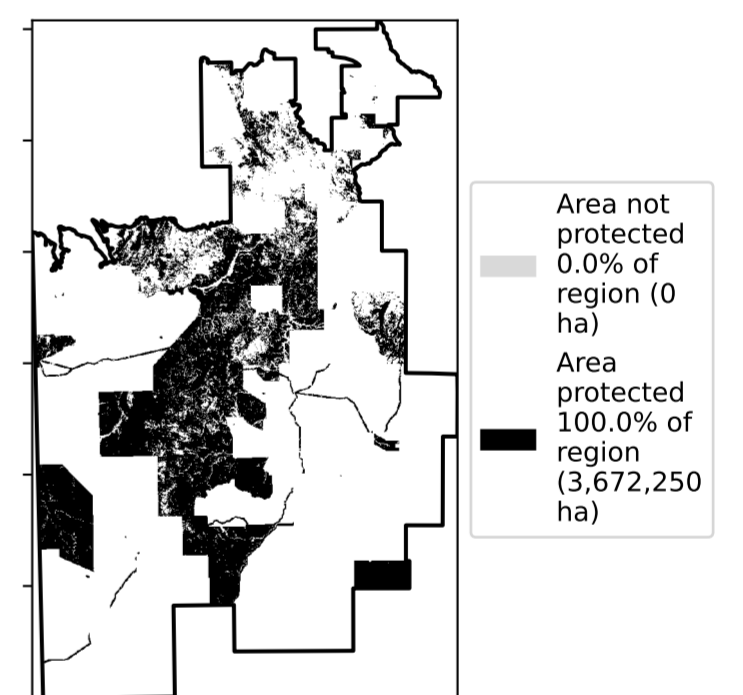 Area not
protected
0.0% of
region (0
ha)
Area
protected
100.0% of
region
(3,672,250
ha)